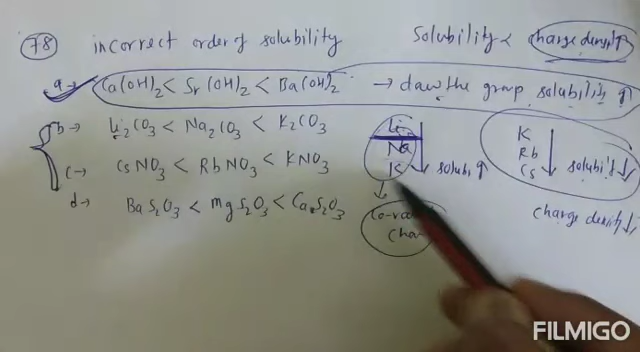 78 incorrect order of solubility
Solubility < charge density ↑
a → Ca(OH)₂ < Sr(OH)₂ < Ba(OH)₂ → daw the group solubility ↑
b → Li₂CO₃ < Na₂CO₃ < K₂CO₃
c → CsNO₃ < RbNO₃ < KNO₃
d → BaS₂O₃ < mgS₂O₃ < CaS₂O₃
Li
Na
K ↓ solubi ↑
Co-va
Char
K
Rb
Cs ↓ solubi ↓
charge density ↓
FILMIGO